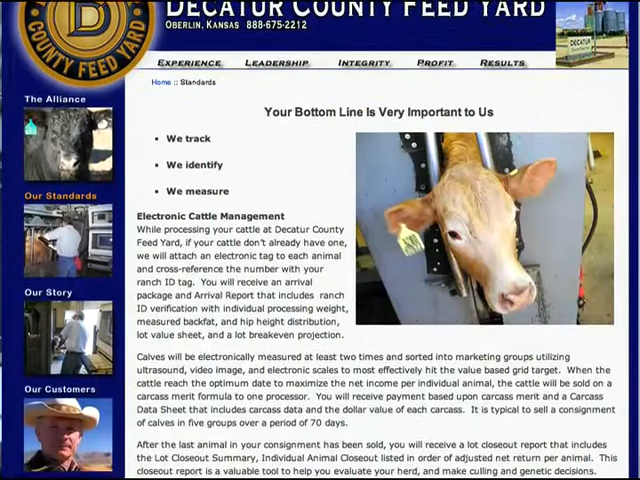 DECATUR COUNTY FEED YARD
OBERLIN, KANSAS 888-675-2212
COUNTY FEED YARD
DECATUR
EXPERIENCE LEADERSHIP INTEGRITY PROFIT RESULTS
Home :: Standards
The Alliance
Our Standards
Our Story
Our Customers
Your Bottom Line Is Very Important to Us
• We track
• We identify
• We measure
Electronic Cattle Management
While processing your cattle at Decatur County
Feed Yard, if your cattle don't already have one,
we will attach an electronic tag to each animal
and cross-reference the number with your
ranch ID tag. You will receive an arrival
package and Arrival Report that includes ranch
ID verification with individual processing weight,
measured backfat, and hip height distribution,
lot value sheet, and a lot breakeven projection.
Calves will be electronically measured at least two times and sorted into marketing groups utilizing
ultrasound, video image, and electronic scales to most effectively hit the value based grid target. When the
cattle reach the optimum date to maximize the net income per individual animal, the cattle will be sold on a
carcass merit formula to one processor. You will receive payment based upon carcass merit and a Carcass
Data Sheet that includes carcass data and the dollar value of each carcass. It is typical to sell a consignment
of calves in five groups over a period of 70 days.
After the last animal in your consignment has been sold, you will receive a lot closeout report that includes
the Lot Closeout Summary, Individual Animal Closeout listed in order of adjusted net return per animal. This
closeout report is a valuable tool to help you evaluate your herd, and make culling and genetic decisions.